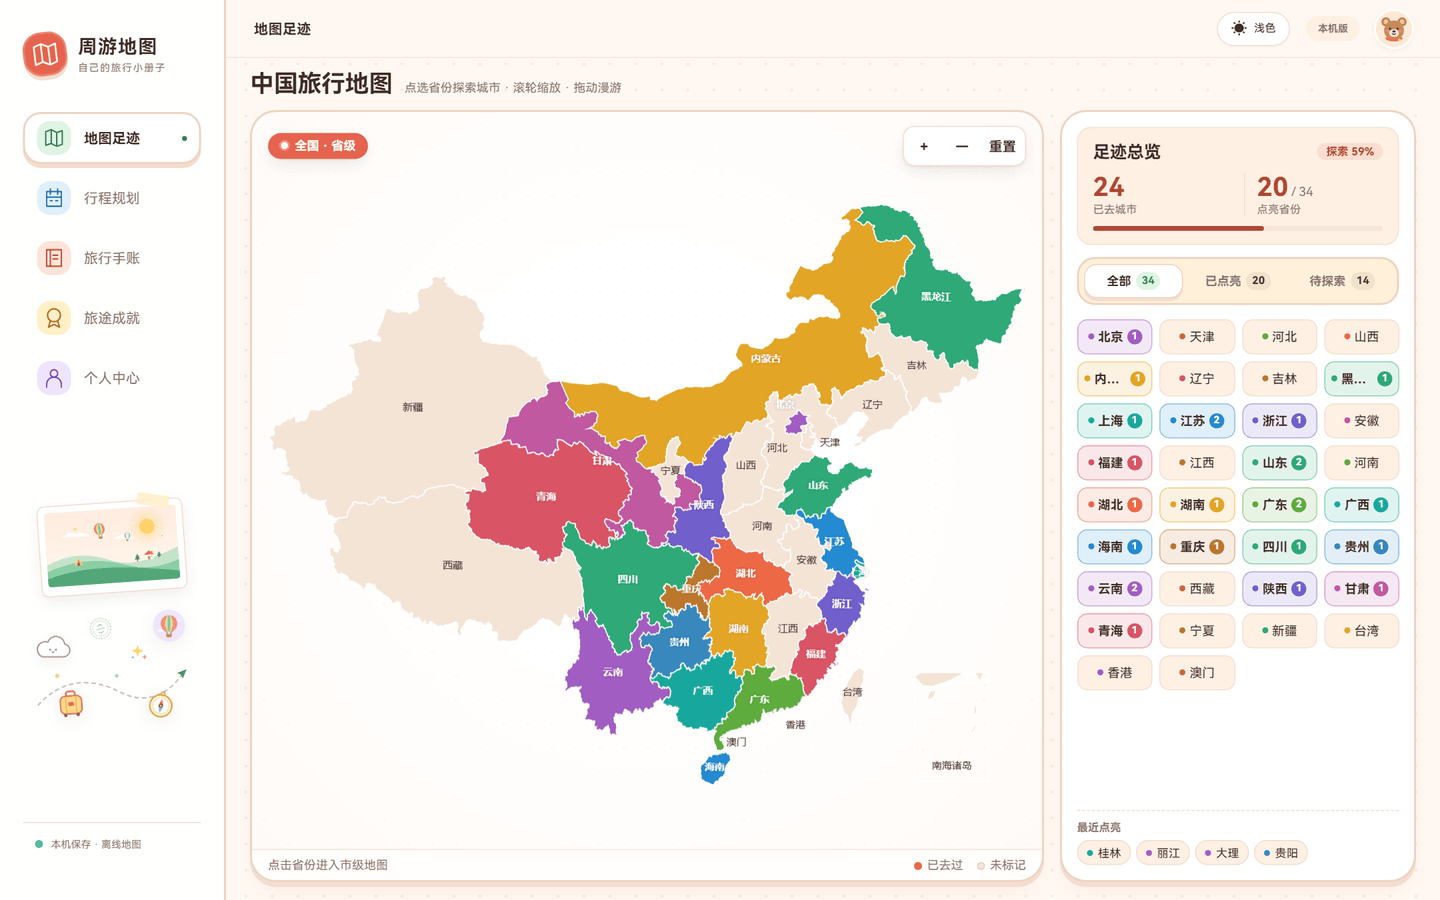 周游地图
自己的旅行小册子
地图足迹
行程规划
旅行手账
旅途成就
个人中心
本机保存 · 离线地图
地图足迹
浅色
本机版
中国旅行地图
点选省份探索城市 · 滚轮缩放 · 拖动漫游
全国 · 省级
+ — 重置
黑龙江
内蒙古
吉林
新疆
北京
辽宁
天津
河北
甘肃
宁夏
山西
青海
山东
陕西
河南
江苏
西藏
安徽
四川
湖北
重庆
浙江
湖南
江西
贵州
福建
云南
广西
台湾
广东
香港
澳门
南海诸岛
海南
点击省份进入市级地图
已去过 未标记
足迹总览
探索 59%
24
已去城市
20 / 34
点亮省份
全部 34 已点亮 20 待探索 14
北京 1 天津 河北 山西
内… 1 辽宁 吉林 黑… 1
上海 1 江苏 2 浙江 1 安徽
福建 1 江西 山东 2 河南
湖北 1 湖南 1 广东 2 广西 1
海南 1 重庆 1 四川 1 贵州 1
云南 2 西藏 陕西 1 甘肃 1
青海 1 宁夏 新疆 台湾
香港 澳门
最近点亮
桂林 丽江 大理 贵阳